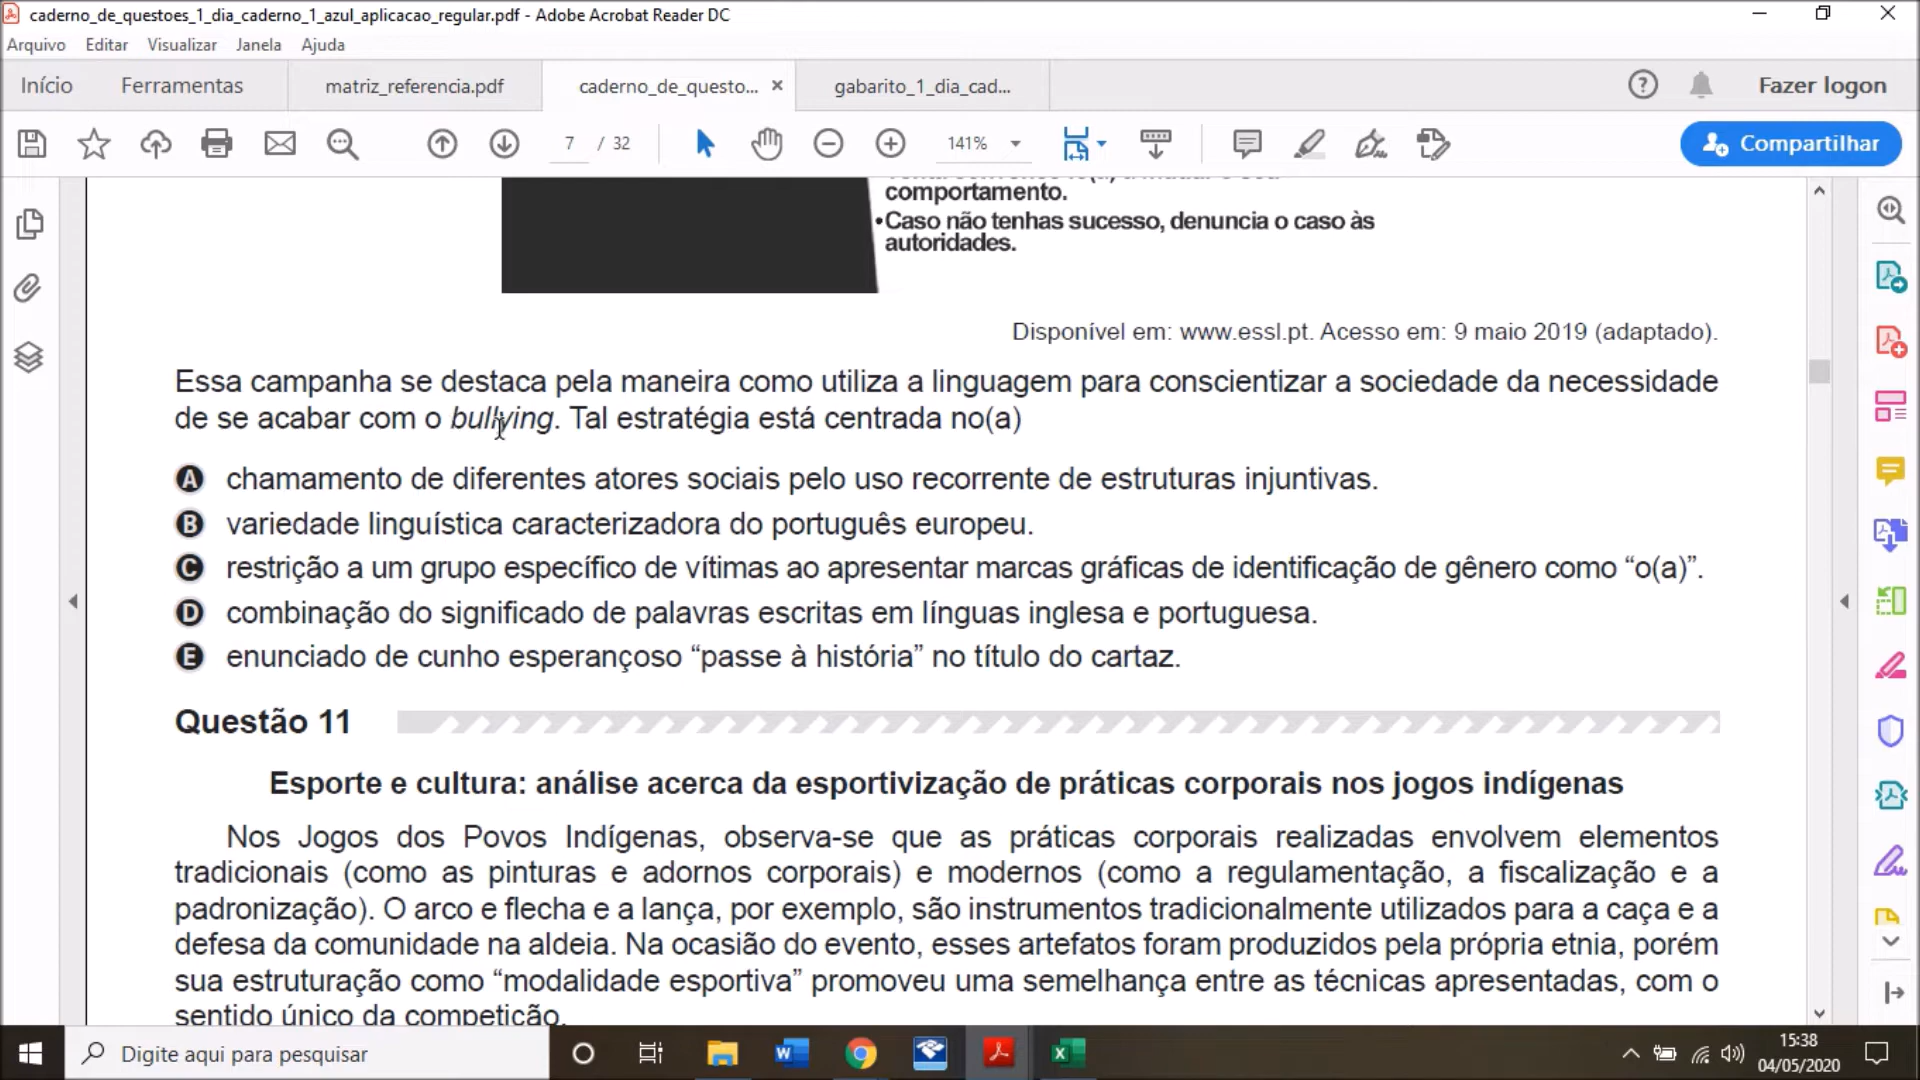 caderno_de_questoes_1_dia_caderno_1_azul_aplicacao_regular.pdf - Adobe Acrobat Reader DC
Arquivo Editar Visualizar Janela Ajuda
Início Ferramentas matriz_referencia.pdf caderno_de_questo... × gabarito_1_dia_cad... Fazer logon
7 / 32 141% Compartilhar
comportamento.
•Caso não tenhas sucesso, denuncia o caso às
autoridades.
Disponível em: www.essl.pt. Acesso em: 9 maio 2019 (adaptado).
Essa campanha se destaca pela maneira como utiliza a linguagem para conscientizar a sociedade da necessidade
de se acabar com o bullying. Tal estratégia está centrada no(a)
A chamamento de diferentes atores sociais pelo uso recorrente de estruturas injuntivas.
B variedade linguística caracterizadora do português europeu.
C restrição a um grupo específico de vítimas ao apresentar marcas gráficas de identificação de gênero como “o(a)”.
D combinação do significado de palavras escritas em línguas inglesa e portuguesa.
E enunciado de cunho esperançoso “passe à história” no título do cartaz.
Questão 11
Esporte e cultura: análise acerca da esportivização de práticas corporais nos jogos indígenas
Nos Jogos dos Povos Indígenas, observa-se que as práticas corporais realizadas envolvem elementos
tradicionais (como as pinturas e adornos corporais) e modernos (como a regulamentação, a fiscalização e a
padronização). O arco e flecha e a lança, por exemplo, são instrumentos tradicionalmente utilizados para a caça e a
defesa da comunidade na aldeia. Na ocasião do evento, esses artefatos foram produzidos pela própria etnia, porém
sua estruturação como “modalidade esportiva” promoveu uma semelhança entre as técnicas apresentadas, com o
sentido único da competição.
Digite aqui para pesquisar
15:38
04/05/2020